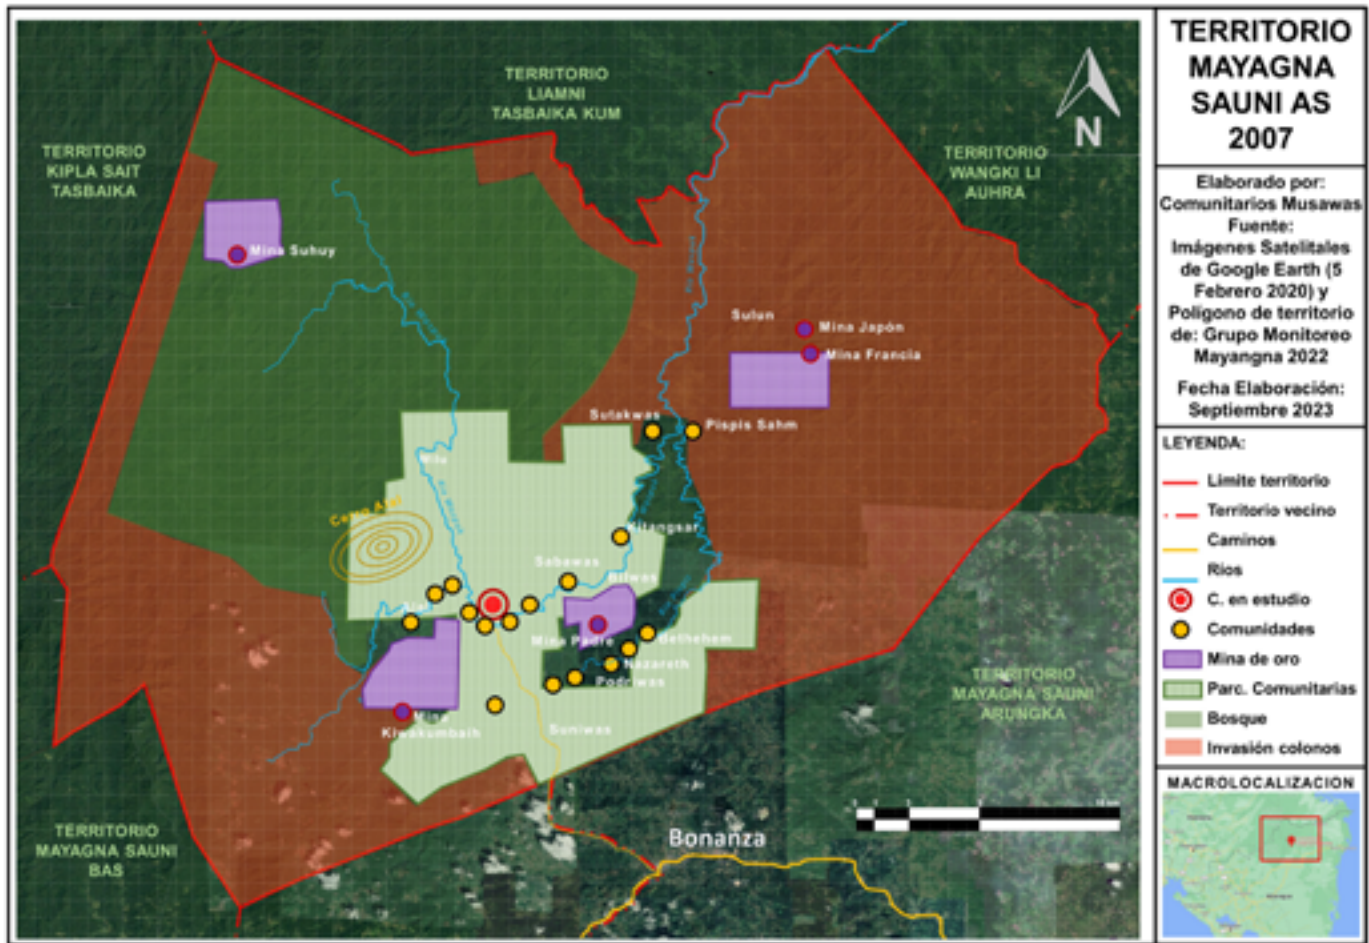 TERRITORIO
MAYAGNA
SAUNI AS
2007
Elaborado por:
Comunitarios Musawas
Fuente:
Imágenes Satelitales
de Google Earth (5
Febrero 2020) y
Polígono de territorio
de: Grupo Monitoreo
Mayangna 2022
Fecha Elaboración:
Septiembre 2023
LEYENDA:
Limite territorio
Territorio vecino
Caminos
Ríos
C. en estudio
Comunidades
Mina de oro
Parc. Comunitarias
Bosque
Invasión colonos
MACROLOCALIZACION
TERRITORIO
LIAMNI
TASBAIKA KUM
TERRITORIO
KIPLA SAIT
TASBAIKA
TERRITORIO
WANGKI LI
AUHRA
N
Mina Suhuy
Sulun
Mina Japón
Mina Francia
Sutakwas
Pispis Sahm
Kitangsar
Sabawas
Bilwas
Mina Padre
Bethehem
Nazareth
Podriwan
Suniwas
Mina
Kiwakumbaih
TERRITORIO
MAYAGNA SAUNI
ARUNGKA
TERRITORIO
MAYAGNA SAUNI
BAS
Bonanza